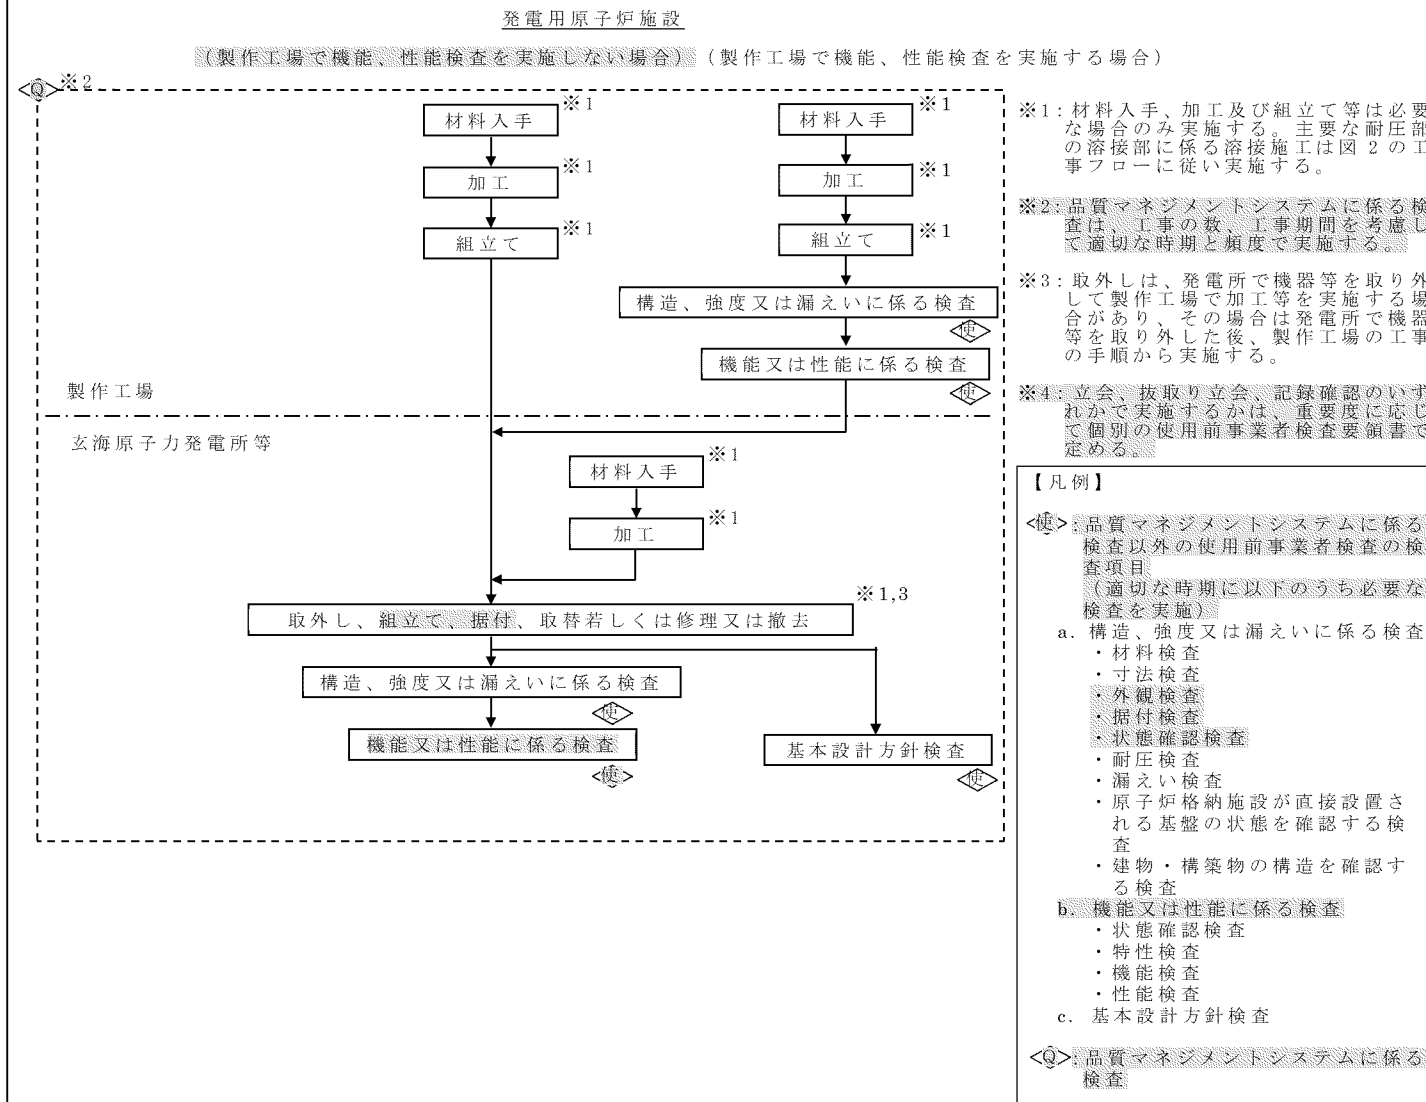 発電用原子炉施設
(製作工場で機能、性能検査を実施しない場合) (製作工場で機能、性能検査を実施する場合)
<Q>※2
材料入手 ※1
加工 ※1
組立て ※1
材料入手 ※1
加工 ※1
組立て ※1
構造、強度又は漏えいに係る検査
使
機能又は性能に係る検査
使
製作工場
玄海原子力発電所等
材料入手 ※1
加工 ※1
取外し、組立て、据付、取替若しくは修理又は撤去 ※1,3
構造、強度又は漏えいに係る検査
使
機能又は性能に係る検査
<使>
基本設計方針検査
使
※1:材料入手、加工及び組立て等は必要
な場合のみ実施する。主要な耐圧部
の溶接部に係る溶接施工は図2の工
事フローに従い実施する。
※2:品質マネジメントシステムに係る検
査は、工事の数、工事期間を考慮し
て適切な時期と頻度で実施する。
※3:取外しは、発電所で機器等を取り外
して製作工場で加工等を実施する場
合があり、その場合は発電所で機器
等を取り外した後、製作工場の工事
の手順から実施する。
※4:立会、抜取り立会、記録確認のいず
れかで実施するかは、重要度に応じ
て個別の使用前事業者検査要領書で
定める。
【凡例】
<使>:品質マネジメントシステムに係る
検査以外の使用前事業者検査の検
査項目
(適切な時期に以下のうち必要な
検査を実施)
a. 構造、強度又は漏えいに係る検査
・材料検査
・寸法検査
・外観検査
・据付検査
・状態確認検査
・耐圧検査
・漏えい検査
・原子炉格納施設が直接設置さ
れる基盤の状態を確認する検
査
・建物・構築物の構造を確認す
る検査
b. 機能又は性能に係る検査
・状態確認検査
・特性検査
・機能検査
・性能検査
c. 基本設計方針検査
<Q>:品質マネジメントシステムに係る
検査